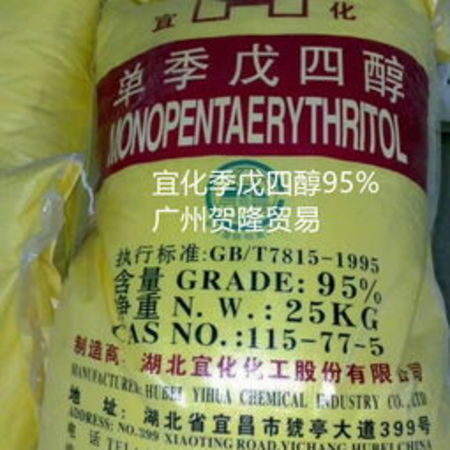 宜 化
单季戊四醇
MONOPENTAERYTHRITOL
宜化季戊四醇95%
广州贺隆贸易
执行标准:GB/T7815-1995
含量 GRADE: 95%
净重 N. W.: 25KG
CAS NO.: 115-77-5
制造商: 湖北宜化化工股份有限公司
MANUFACTURER: HUBEI YIHUA CHEMICAL INDUSTRY CO., LTD
地 址: 湖北省宜昌市猇亭大道399号
ADDRESS: NO.399 XIAOTING ROAD, YICHANG HUBEI CHINA
电 话 TEL